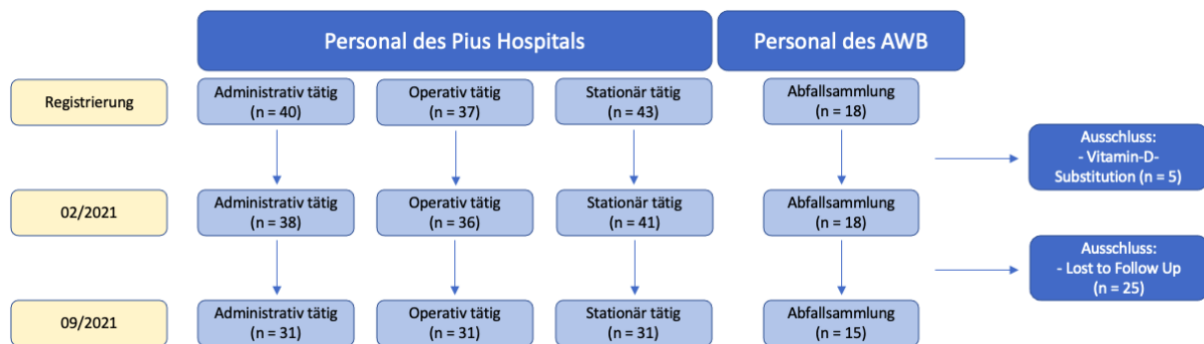 Personal des Pius Hospitals
Personal des AWB
Registrierung
Administrativ tätig
(n = 40)
Operativ tätig
(n = 37)
Stationär tätig
(n = 43)
Abfallsammlung
(n = 18)
Ausschluss:
- Vitamin-D-
Substitution (n = 5)
02/2021
Administrativ tätig
(n = 38)
Operativ tätig
(n = 36)
Stationär tätig
(n = 41)
Abfallsammlung
(n = 18)
Ausschluss:
- Lost to Follow Up
(n = 25)
09/2021
Administrativ tätig
(n = 31)
Operativ tätig
(n = 31)
Stationär tätig
(n = 31)
Abfallsammlung
(n = 15)